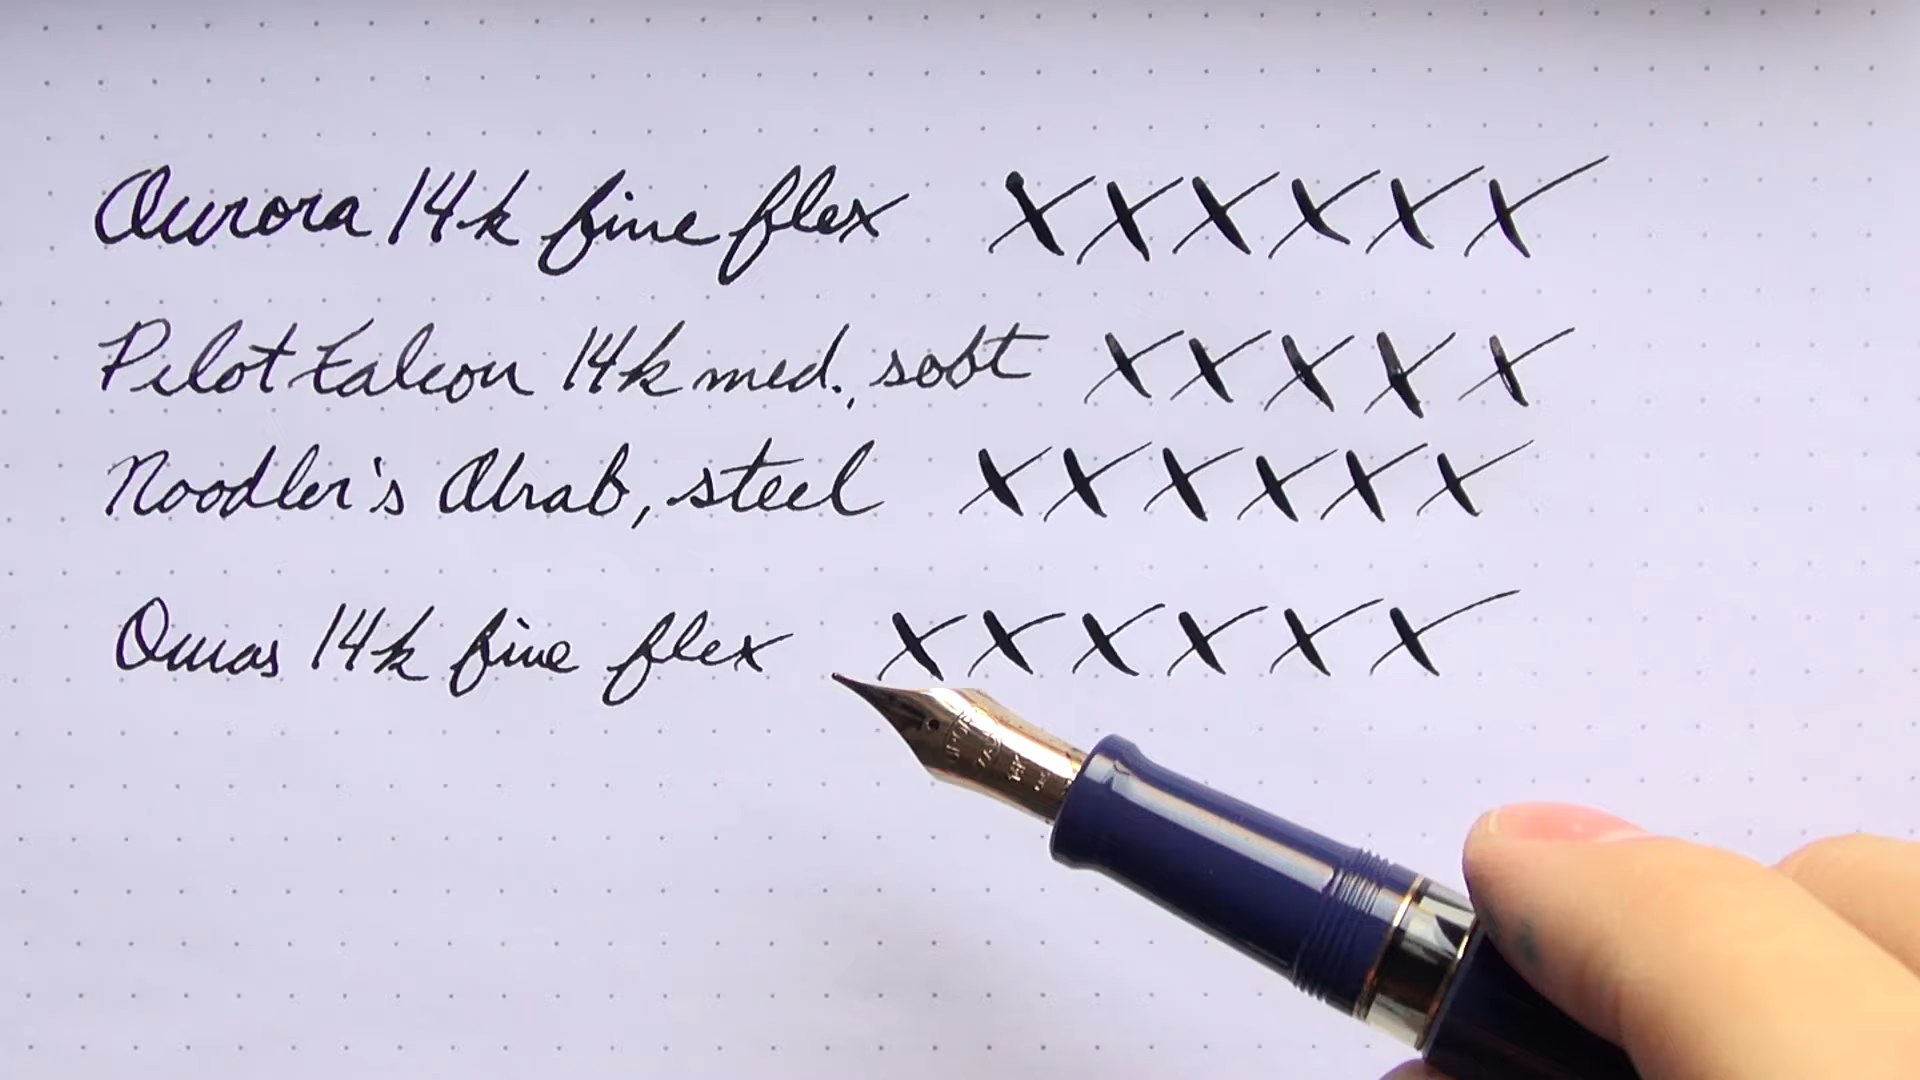 Aurora 14k fine flex XXXXXX
Pilot Falcon 14k med., soft XXXXX
Noodler's Ahab, steel XXXXXX
Omas 14k fine flex XXXXXX